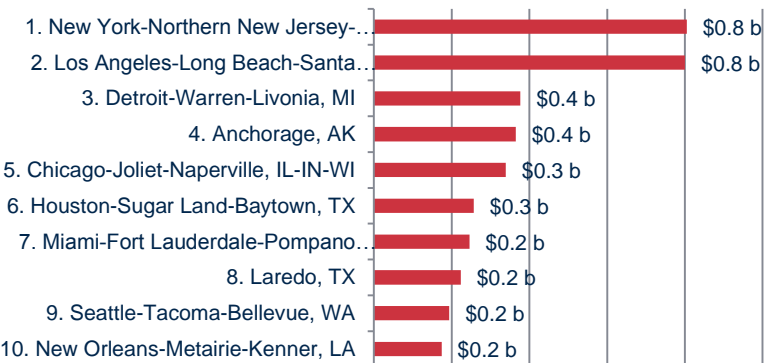 1. New York-Northern New Jersey-… $0.8 b
2. Los Angeles-Long Beach-Santa… $0.8 b
3. Detroit-Warren-Livonia, MI $0.4 b
4. Anchorage, AK $0.4 b
5. Chicago-Joliet-Naperville, IL-IN-WI $0.3 b
6. Houston-Sugar Land-Baytown, TX $0.3 b
7. Miami-Fort Lauderdale-Pompano… $0.2 b
8. Laredo, TX $0.2 b
9. Seattle-Tacoma-Bellevue, WA $0.2 b
10. New Orleans-Metairie-Kenner, LA $0.2 b